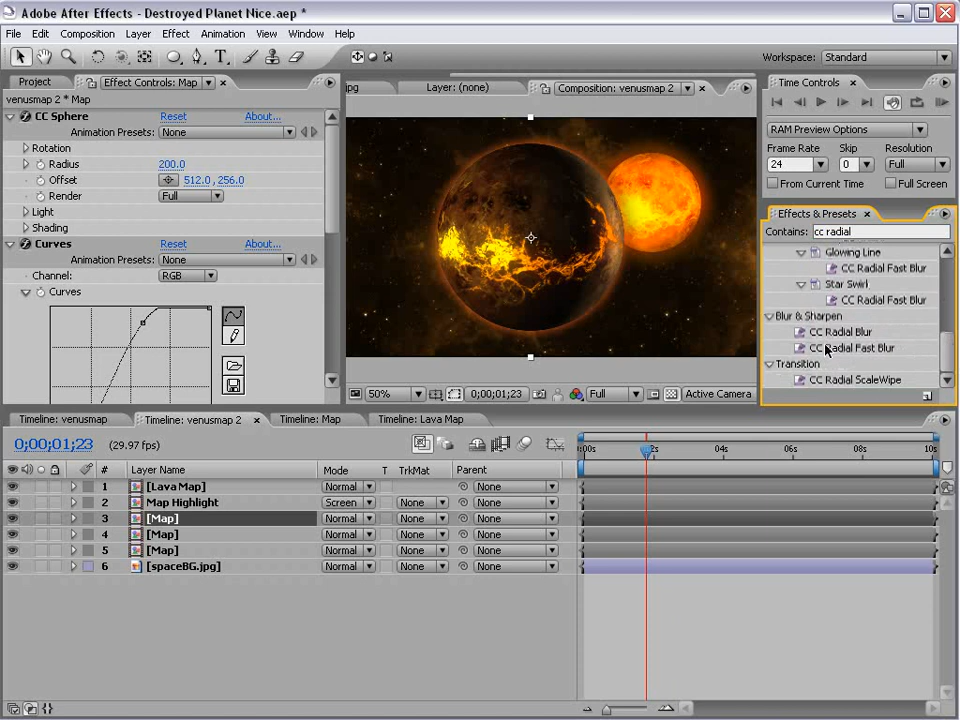 Adobe After Effects - Destroyed Planet Nice.aep *
File Edit Composition Layer Effect Animation View Window Help
Workspace: Standard
Project Effect Controls: Map
jpg Layer: (none) Composition: venusmap 2
Time Controls
venusmap 2 * Map
CC Sphere Reset About...
Animation Presets: None
Rotation
Radius 200.0
Offset 512.0, 256.0
Render Full
Light
Shading
Curves Reset About...
Animation Presets: None
Channel: RGB
Curves
RAM Preview Options
Frame Rate Skip Resolution
24 0 Full
From Current Time Full Screen
Effects & Presets
Contains: cc radial
Glowing Line
CC Radial Fast Blur
Star Swirl
CC Radial Fast Blur
Blur & Sharpen
CC Radial Blur
CC Radial Fast Blur
Transition
CC Radial ScaleWipe
50% 0;00;01;23 Full Active Camera
Timeline: venusmap Timeline: venusmap 2 Timeline: Map Timeline: Lava Map
0;00;01;23 (29.97 fps)
:00s 2s 04s 06s 08s 10s
# Layer Name Mode T TrkMat Parent
1 [Lava Map] Normal None
2 Map Highlight Screen None None
3 [Map] Normal None None
4 [Map] Normal None None
5 [Map] Normal None None
6 [spaceBG.jpg] Normal None None